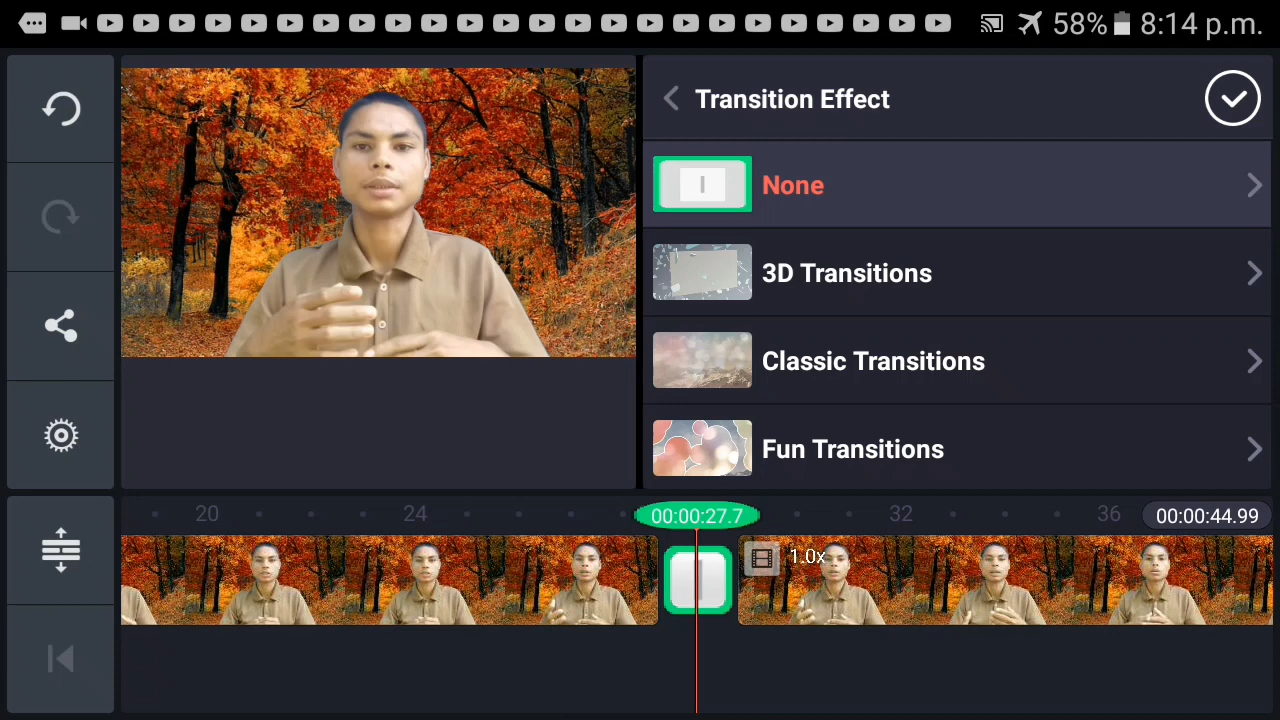 58% 8:14 p.m.
Transition Effect
None
3D Transitions
Classic Transitions
Fun Transitions
20 24 00:00:27.7 32 36 00:00:44.99
1.0x